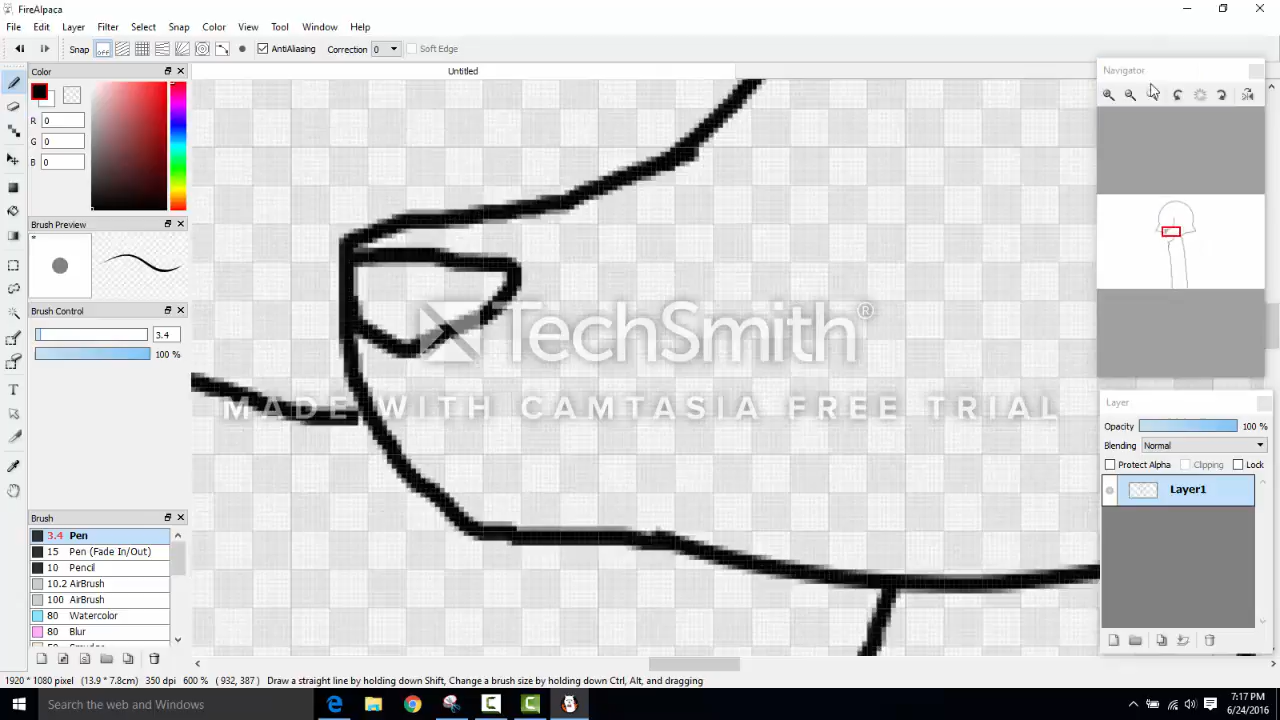 FireAlpaca
File Edit Layer Filter Select Snap Color View Tool Window Help
Snap OFF AntiAliasing Correction 0 Soft Edge
Color
Untitled
Navigator
R 0
G 0
B 0
Brush Preview
Brush Control
3.4
100 %
TechSmith®
MADE WITH CAMTASIA FREE TRIAL
Layer
Opacity 100 %
Blending Normal
Protect Alpha Clipping Lock
Layer1
Brush
3.4 Pen
15 Pen (Fade In/Out)
10 Pencil
10.2 AirBrush
100 AirBrush
80 Watercolor
80 Blur
1920 * 1080 pixel (13.9 * 7.8cm) 350 dpi 600 % ( 932, 387 ) Draw a straight line by holding down Shift, Change a brush size by holding down Ctrl, Alt, and dragging
Search the web and Windows
7:17 PM
6/24/2016